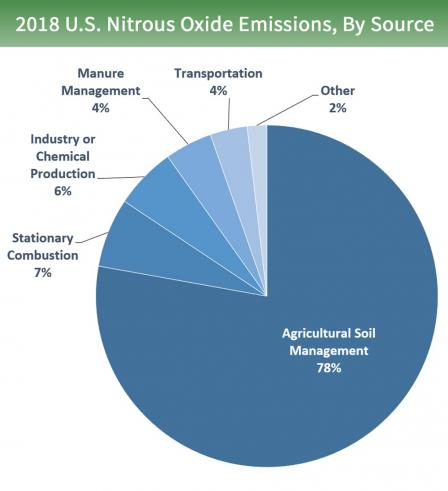 2018 U.S. Nitrous Oxide Emissions, By Source
Manure
Management
4%
Transportation
4%
Other
2%
Industry or
Chemical
Production
6%
Stationary
Combustion
7%
Agricultural Soil
Management
78%